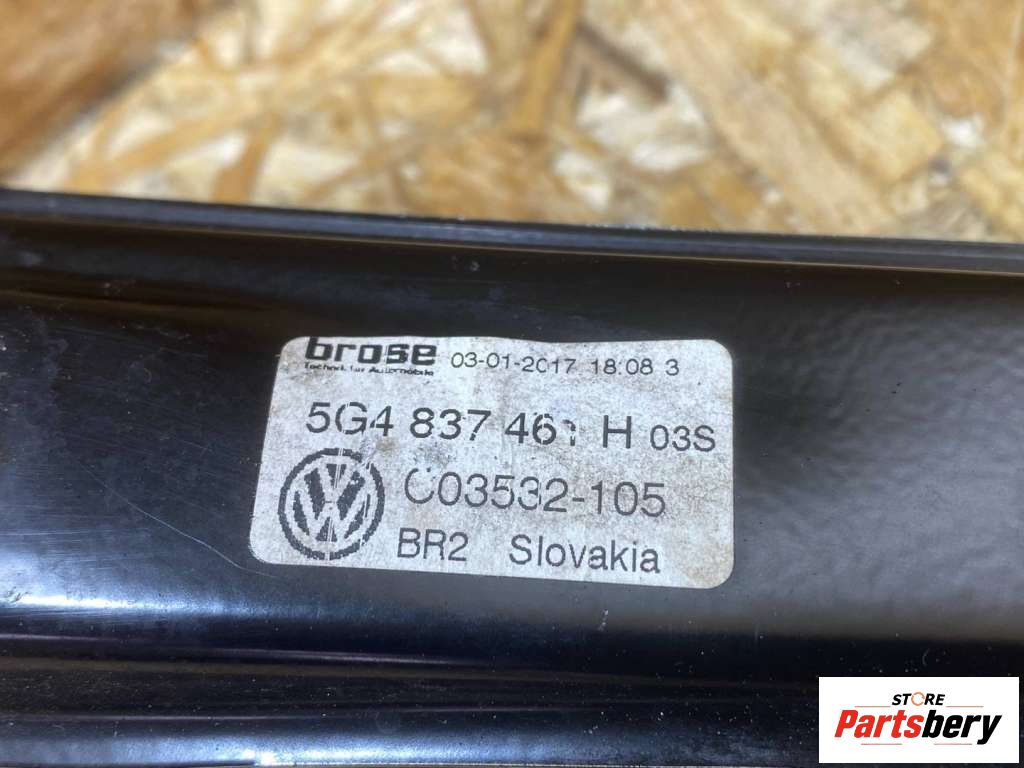 brose 03-01-2017 18:08 3
Technik für Automobile
5G4 837 461 H 03S
C03532-105
BR2 Slovakia
STORE
Partsbery